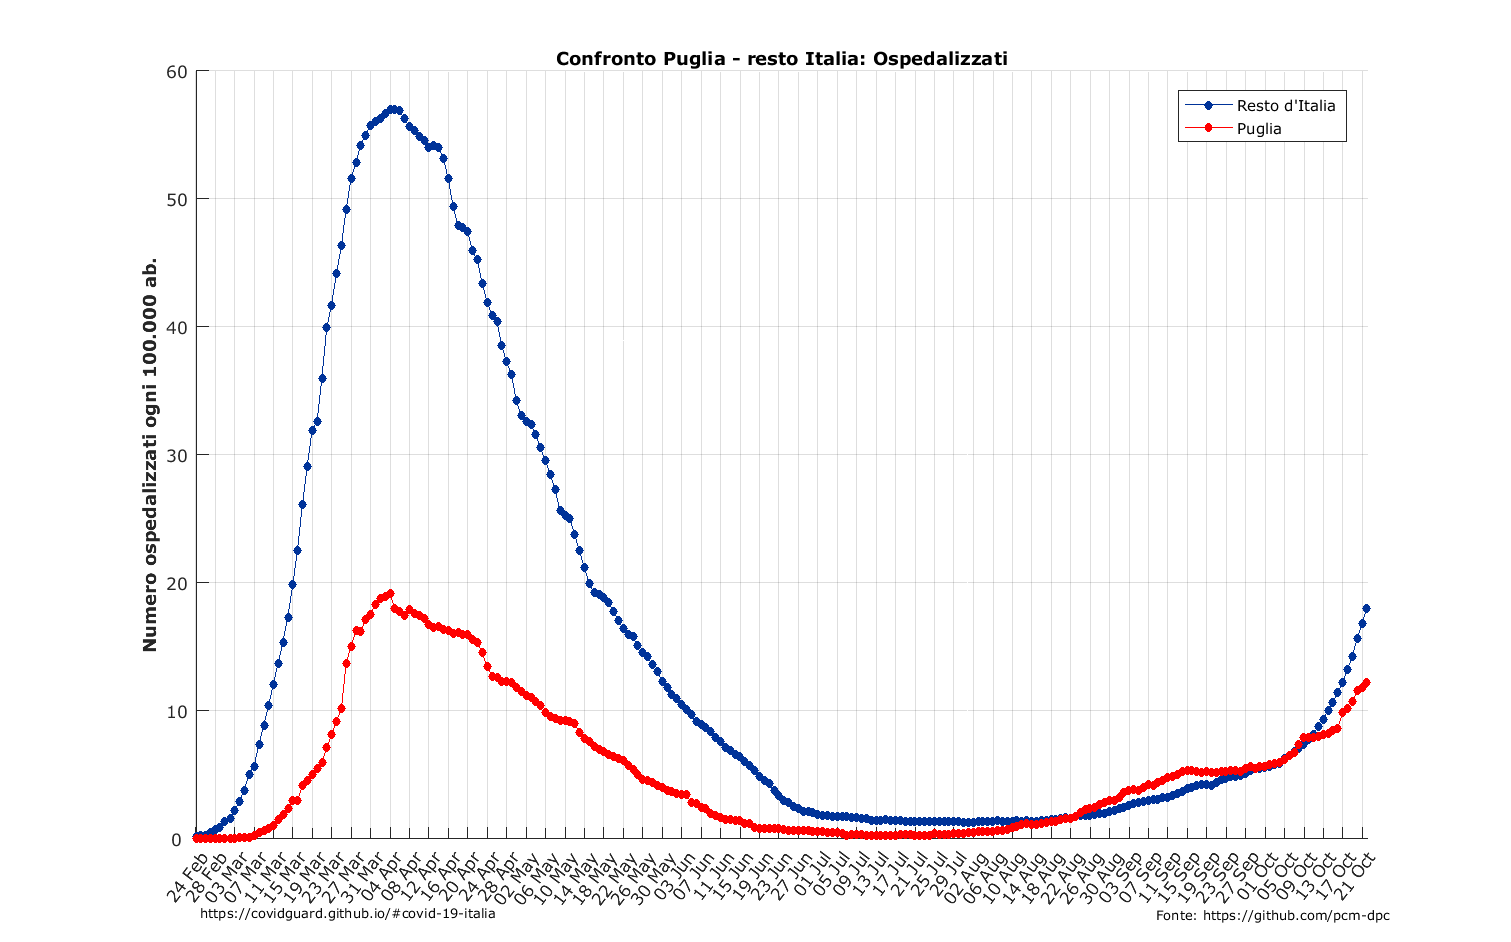 Confronto Puglia - resto Italia: Ospedalizzati
Resto d'Italia
Puglia
Numero ospedalizzati ogni 100.000 ab.
60
50
40
30
20
10
0
24 Feb
28 Feb
03 Mar
07 Mar
11 Mar
15 Mar
19 Mar
23 Mar
27 Mar
31 Mar
04 Apr
08 Apr
12 Apr
16 Apr
20 Apr
24 Apr
28 Apr
02 May
06 May
10 May
14 May
18 May
22 May
26 May
30 May
03 Jun
07 Jun
11 Jun
15 Jun
19 Jun
23 Jun
27 Jun
01 Jul
05 Jul
09 Jul
13 Jul
17 Jul
21 Jul
25 Jul
29 Jul
02 Aug
06 Aug
10 Aug
14 Aug
18 Aug
22 Aug
26 Aug
30 Aug
03 Sep
07 Sep
11 Sep
15 Sep
19 Sep
23 Sep
27 Sep
01 Oct
05 Oct
09 Oct
13 Oct
17 Oct
21 Oct
https://covidguard.github.io/#covid-19-italia
Fonte: https://github.com/pcm-dpc